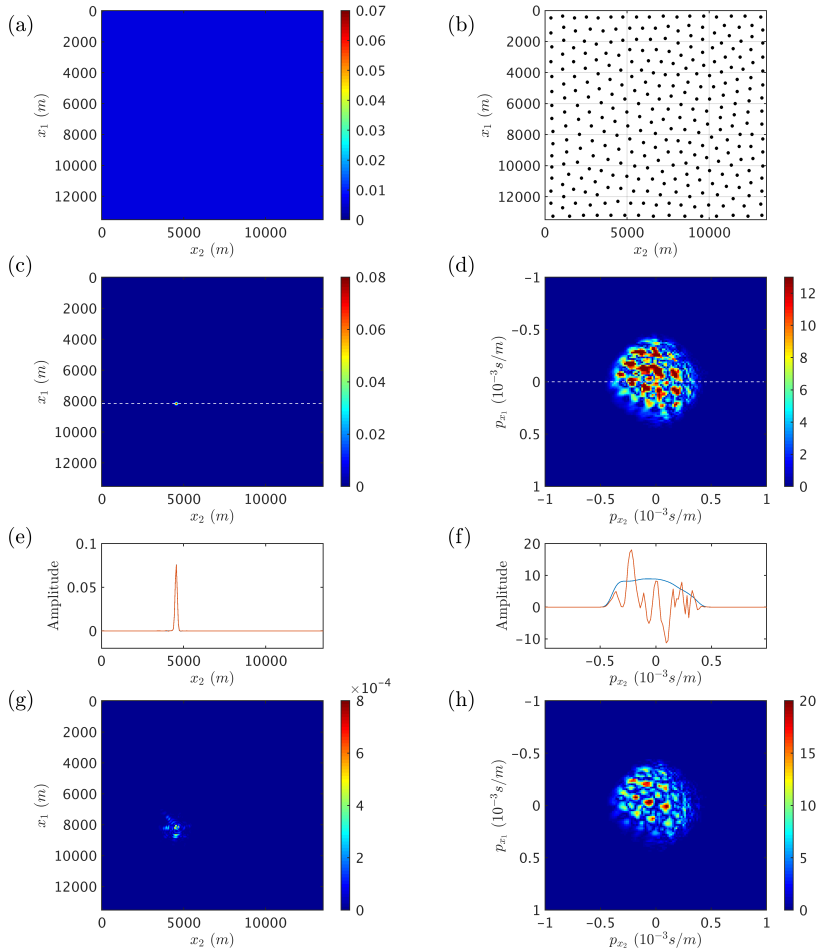 (a)
0
2000
4000
6000
8000
10000
12000
x₁ (m)
0 5000 10000
x₂ (m)
0.07
0.06
0.05
0.04
0.03
0.02
0.01
0
(b)
0
2000
4000
6000
8000
10000
12000
x₁ (m)
0 5000 10000
x₂ (m)
(c)
0
2000
4000
6000
8000
10000
12000
x₁ (m)
0 5000 10000
x₂ (m)
0.08
0.06
0.04
0.02
0
(d)
−1
−0.5
0
0.5
1
pₓ₁ (10⁻³s/m)
−1 −0.5 0 0.5 1
pₓ₂ (10⁻³s/m)
12
10
8
6
4
2
0
(e)
0.1
0.05
0
Amplitude
0 5000 10000
x₂ (m)
(f)
20
10
0
−10
Amplitude
−0.5 0 0.5
pₓ₂ (10⁻³s/m)
(g)
0
2000
4000
6000
8000
10000
12000
x₁ (m)
0 5000 10000
x₂ (m)
×10⁻⁴
8
6
4
2
0
(h)
−1
-0.5
0
0.5
1
pₓ₁ (10⁻³s/m)
−1 −0.5 0 0.5 1
pₓ₂ (10⁻³s/m)
20
15
10
5
0